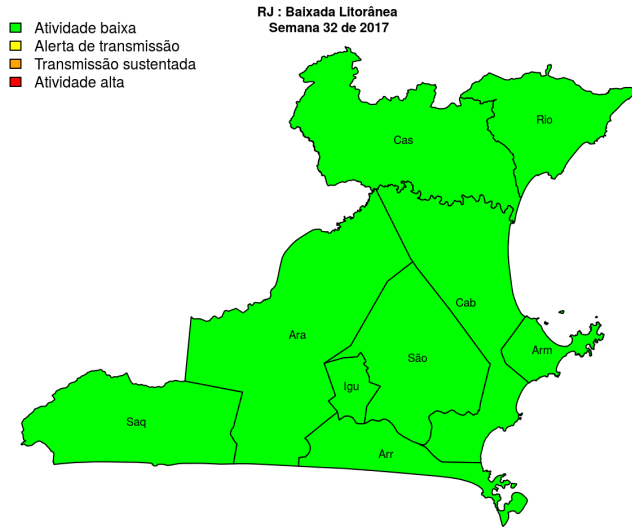 RJ : Baixada Litorânea
Semana 32 de 2017
Atividade baixa
Alerta de transmissão
Transmissão sustentada
Atividade alta
Rio
Cas
Cab
Ara
Arm
São
Igu
Saq
Arr